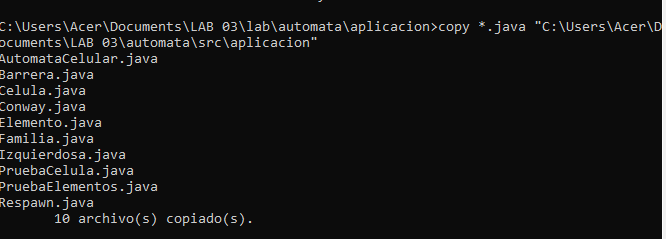 C:\Users\Acer\Documents\LAB 03\lab\automata\aplicacion>copy *.java "C:\Users\Acer\D
ocuments\LAB 03\automata\src\aplicacion"
AutomataCelular.java
Barrera.java
Celula.java
Conway.java
Elemento.java
Familia.java
Izquierdosa.java
PruebaCelula.java
PruebaElementos.java
Respawn.java
       10 archivo(s) copiado(s).